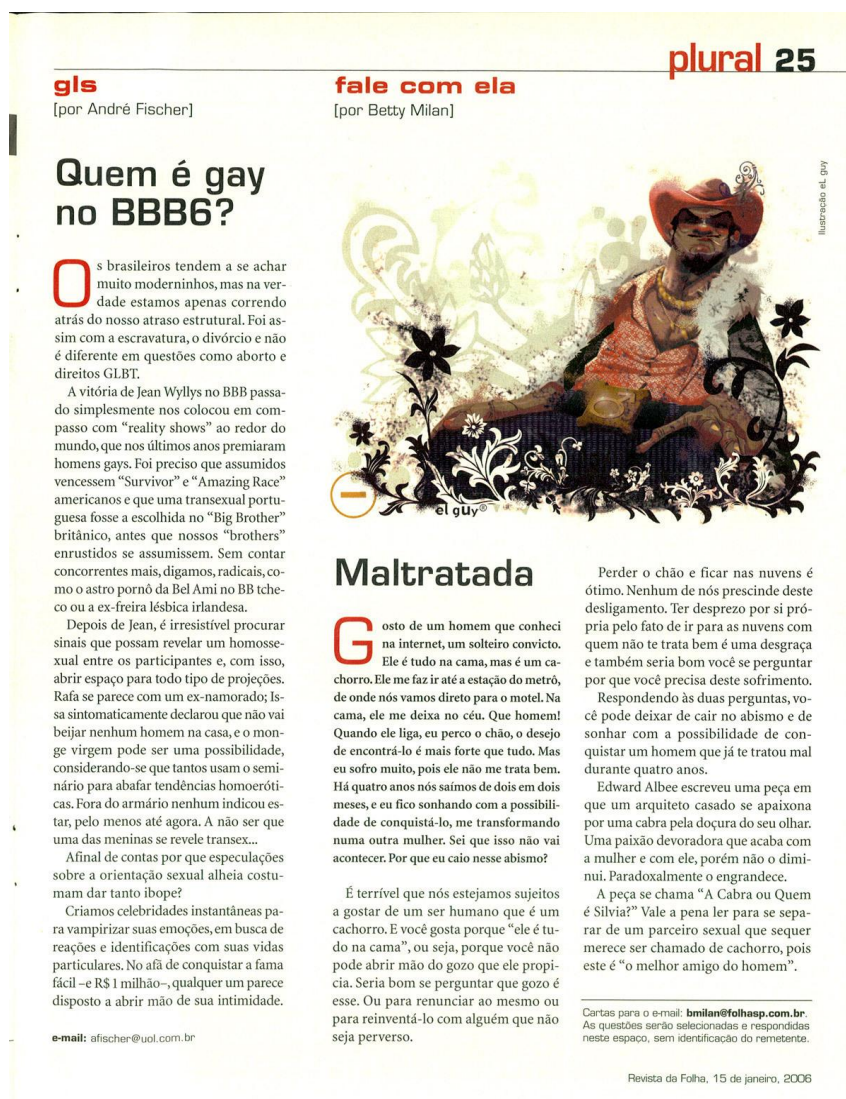 plural 25
gls
[por André Fischer]
Quem é gay
no BBB6?
Os brasileiros tendem a se achar
muito moderninhos, mas na ver-
dade estamos apenas correndo
atrás do nosso atraso estrutural. Foi as-
sim com a escravatura, o divórcio e não
é diferente em questões como aborto e
direitos GLBT.
A vitória de Jean Wyllys no BBB passa-
do simplesmente nos colocou em com-
passo com “reality shows” ao redor do
mundo, que nos últimos anos premiaram
homens gays. Foi preciso que assumidos
vencessem “Survivor” e “Amazing Race”
americanos e que uma transexual portu-
guesa fosse a escolhida no “Big Brother”
britânico, antes que nossos “brothers”
enrustidos se assumissem. Sem contar
concorrentes mais, digamos, radicais, co-
mo o astro pornô da Bel Ami no BB tche-
co ou a ex-freira lésbica irlandesa.
Depois de Jean, é irresistível procurar
sinais que possam revelar um homosse-
xual entre os participantes e, com isso,
abrir espaço para todo tipo de projeções.
Rafa se parece com um ex-namorado; Is-
sa sintomaticamente declarou que não vai
beijar nenhum homem na casa, e o mon-
ge virgem pode ser uma possibilidade,
considerando-se que tantos usam o semi-
nário para abafar tendências homoeróti-
cas. Fora do armário nenhum indicou es-
tar, pelo menos até agora. A não ser que
uma das meninas se revele transex...
Afinal de contas por que especulações
sobre a orientação sexual alheia costu-
mam dar tanto ibope?
Criamos celebridades instantâneas pa-
ra vampirizar suas emoções, em busca de
reações e identificações com suas vidas
particulares. No afã de conquistar a fama
fácil –e R$ 1 milhão–, qualquer um parece
disposto a abrir mão de sua intimidade.
e-mail: afischer@uol.com.br
fale com ela
[por Betty Milan]
Ilustração eL guy
el guy®
Maltratada
Gosto de um homem que conheci
na internet, um solteiro convicto.
Ele é tudo na cama, mas é um ca-
chorro. Ele me faz ir até a estação do metrô,
de onde nós vamos direto para o motel. Na
cama, ele me deixa no céu. Que homem!
Quando ele liga, eu perco o chão, o desejo
de encontrá-lo é mais forte que tudo. Mas
eu sofro muito, pois ele não me trata bem.
Há quatro anos nós saímos de dois em dois
meses, e eu fico sonhando com a possibili-
dade de conquistá-lo, me transformando
numa outra mulher. Sei que isso não vai
acontecer. Por que eu caio nesse abismo?
É terrível que nós estejamos sujeitos
a gostar de um ser humano que é um
cachorro. E você gosta porque “ele é tu-
do na cama”, ou seja, porque você não
pode abrir mão do gozo que ele propi-
cia. Seria bom se perguntar que gozo é
esse. Ou para renunciar ao mesmo ou
para reinventá-lo com alguém que não
seja perverso.
Perder o chão e ficar nas nuvens é
ótimo. Nenhum de nós prescinde deste
desligamento. Ter desprezo por si pró-
pria pelo fato de ir para as nuvens com
quem não te trata bem é uma desgraça
e também seria bom você se perguntar
por que você precisa deste sofrimento.
Respondendo às duas perguntas, vo-
cê pode deixar de cair no abismo e de
sonhar com a possibilidade de con-
quistar um homem que já te tratou mal
durante quatro anos.
Edward Albee escreveu uma peça em
que um arquiteto casado se apaixona
por uma cabra pela doçura do seu olhar.
Uma paixão devoradora que acaba com
a mulher e com ele, porém não o dimi-
nui. Paradoxalmente o engrandece.
A peça se chama “A Cabra ou Quem
é Silvia?” Vale a pena ler para se sepa-
rar de um parceiro sexual que sequer
merece ser chamado de cachorro, pois
este é “o melhor amigo do homem”.
Cartas para o e-mail: bmilan@folhasp.com.br.
As questões serão selecionadas e respondidas
neste espaço, sem identificação do remetente.
Revista da Folha, 15 de janeiro, 2006